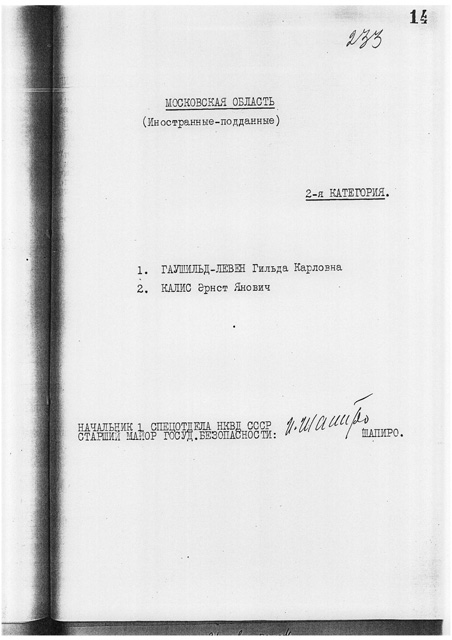 14
233
МОСКОВСКАЯ ОБЛАСТЬ
(Иностранные-подданные)
2-я КАТЕГОРИЯ.
1. ГАУШИЛЬД-ЛЕВЕН Гильда Карловна
2. КАЛИС Эрнст Янович
НАЧАЛЬНИК 1 СПЕЦОТДЕЛА НКВД СССР
СТАРШИЙ МАЙОР ГОСУД.БЕЗОПАСНОСТИ: И.Шапиро ШАПИРО.